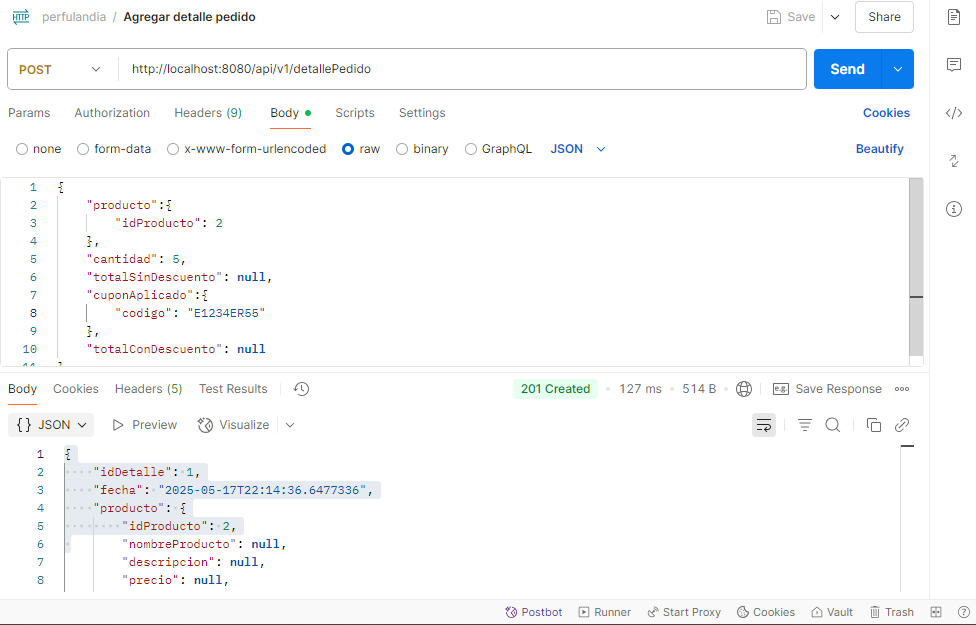 HTTP perfulandia / Agregar detalle pedido Save Share
POST http://localhost:8080/api/v1/detallePedido Send
Params Authorization Headers (9) Body Scripts Settings Cookies
none form-data x-www-form-urlencoded raw binary GraphQL JSON Beautify
1 {
2 "producto":{
3 "idProducto": 2
4 },
5 "cantidad": 5,
6 "totalSinDescuento": null,
7 "cuponAplicado":{
8 "codigo": "E1234ER55"
9 },
10 "totalConDescuento": null
Body Cookies Headers (5) Test Results 201 Created 127 ms 514 B e.g. Save Response
{} JSON Preview Visualize
1 {
2 "idDetalle": 1,
3 "fecha": "2025-05-17T22:14:36.6477336",
4 "producto": {
5 "idProducto": 2,
6 "nombreProducto": null,
7 "descripcion": null,
8 "precio": null,
Postbot Runner Start Proxy Cookies Vault Trash